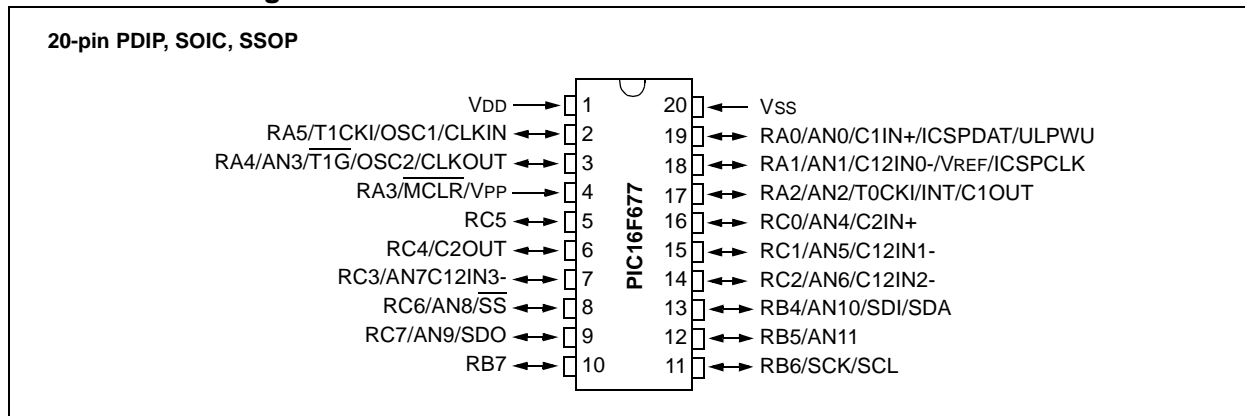 20-pin PDIP, SOIC, SSOP
VDD 1 20 VSS
RA5/T1CKI/OSC1/CLKIN 2 19 RA0/AN0/C1IN+/ICSPDAT/ULPWU
RA4/AN3/T1G/OSC2/CLKOUT 3 18 RA1/AN1/C12IN0-/VREF/ICSPCLK
RA3/MCLR/VPP 4 17 RA2/AN2/T0CKI/INT/C1OUT
RC5 5 16 RC0/AN4/C2IN+
RC4/C2OUT 6 15 RC1/AN5/C12IN1-
RC3/AN7C12IN3- 7 14 RC2/AN6/C12IN2-
RC6/AN8/SS 8 13 RB4/AN10/SDI/SDA
RC7/AN9/SDO 9 12 RB5/AN11
RB7 10 11 RB6/SCK/SCL
PIC16F677